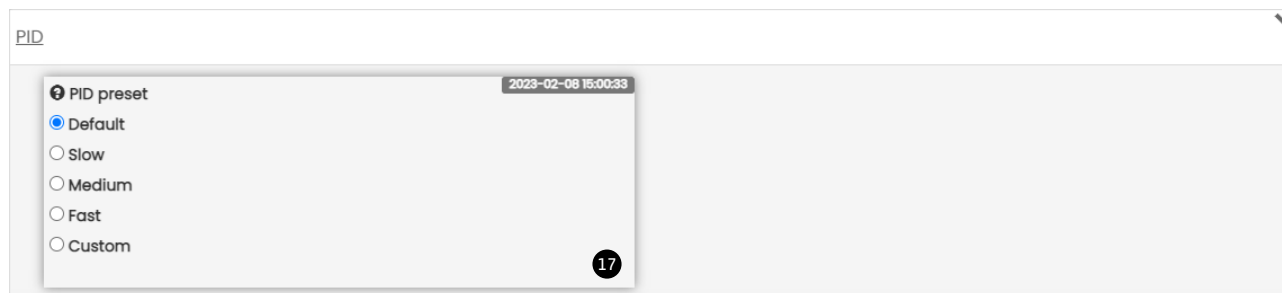 PID
PID preset
2023-02-08 15:00:33
Default
Slow
Medium
Fast
Custom
17